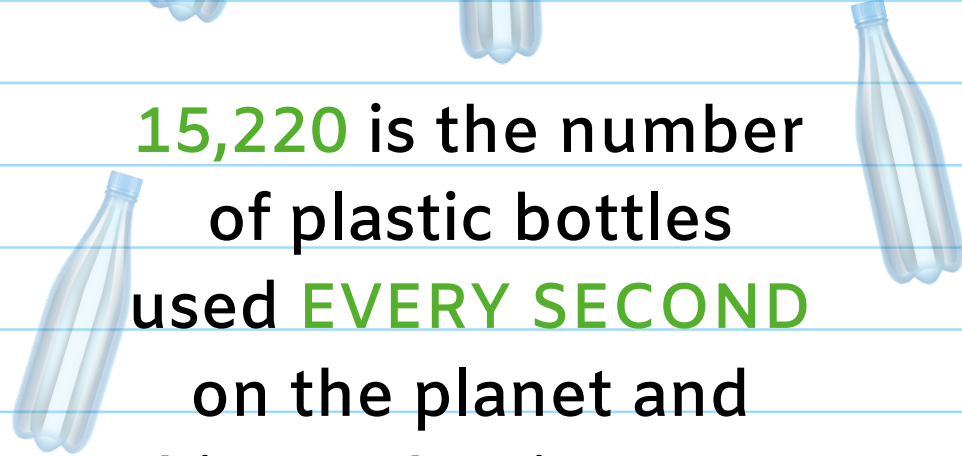 15,220 is the number
of plastic bottles
used EVERY SECOND
on the planet and